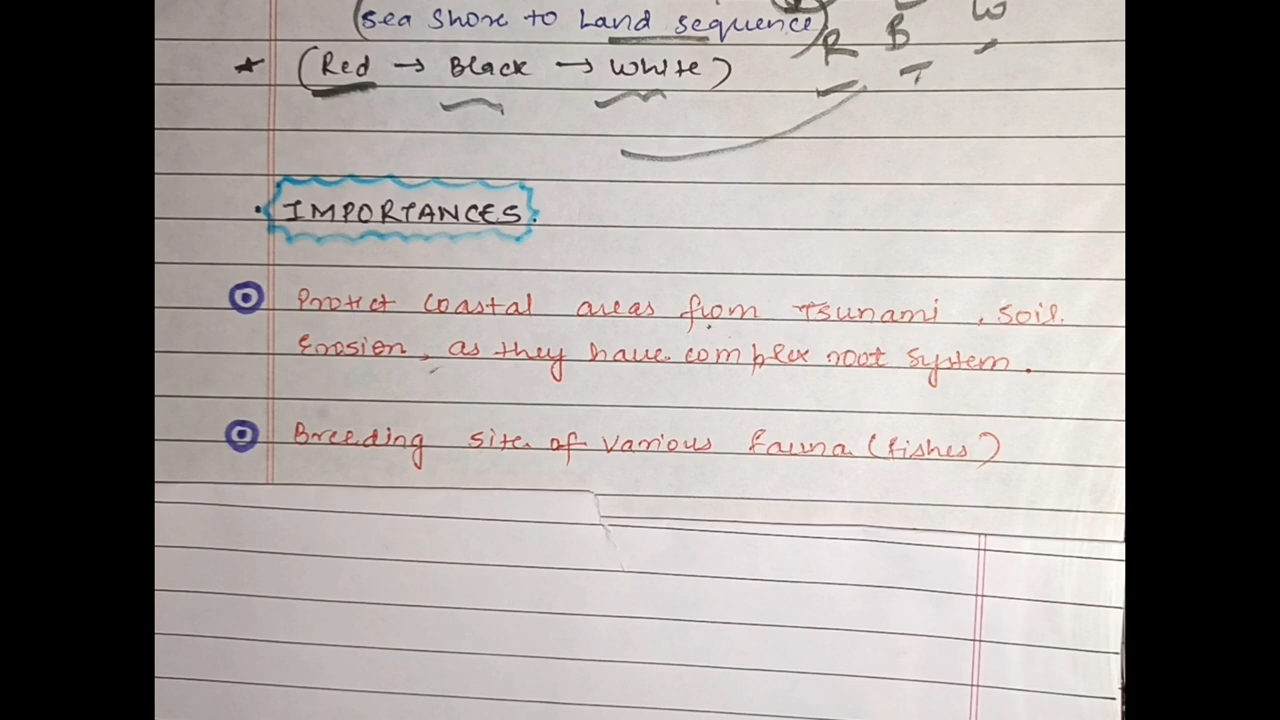 (sea shore to Land sequence)
R B W
T
★ (Red → Black → White)
• IMPORTANCES.
Protect coastal areas from Tsunami, soil
Erosion, as they have complex root system.
Breeding site of various fauna (fishes)